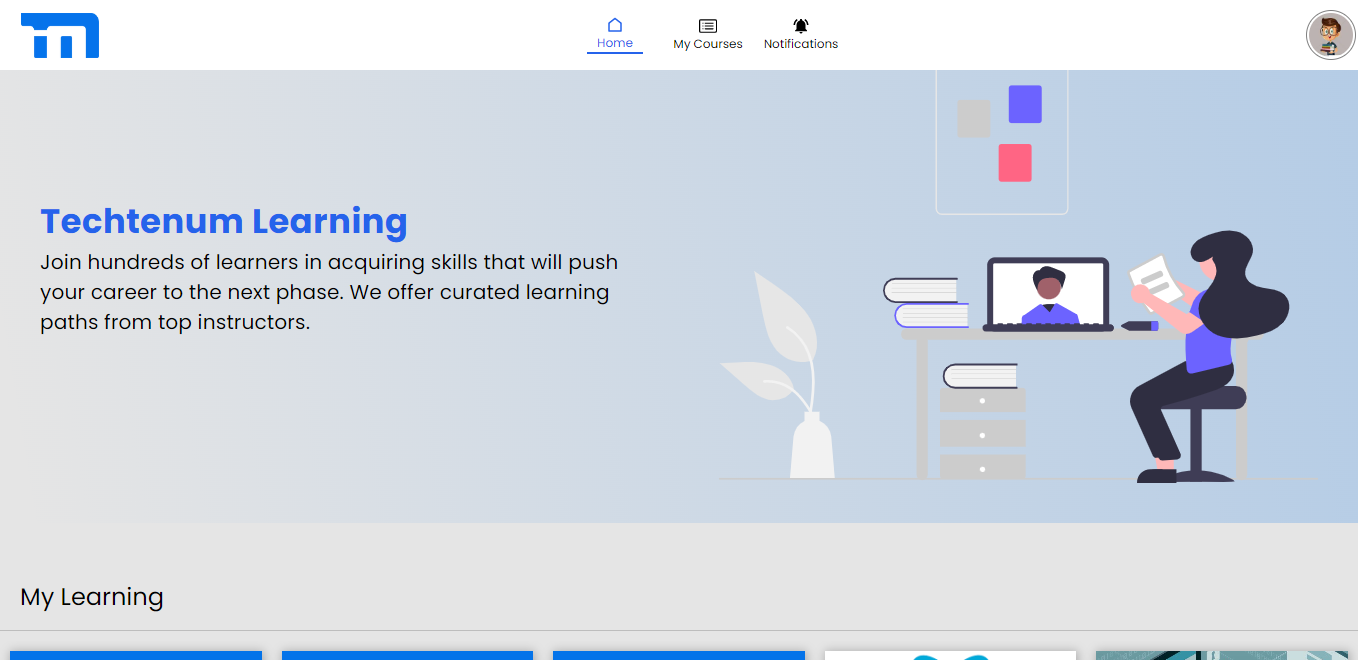 Home
My Courses
Notifications
Techtenum Learning
Join hundreds of learners in acquiring skills that will push
your career to the next phase. We offer curated learning
paths from top instructors.
My Learning